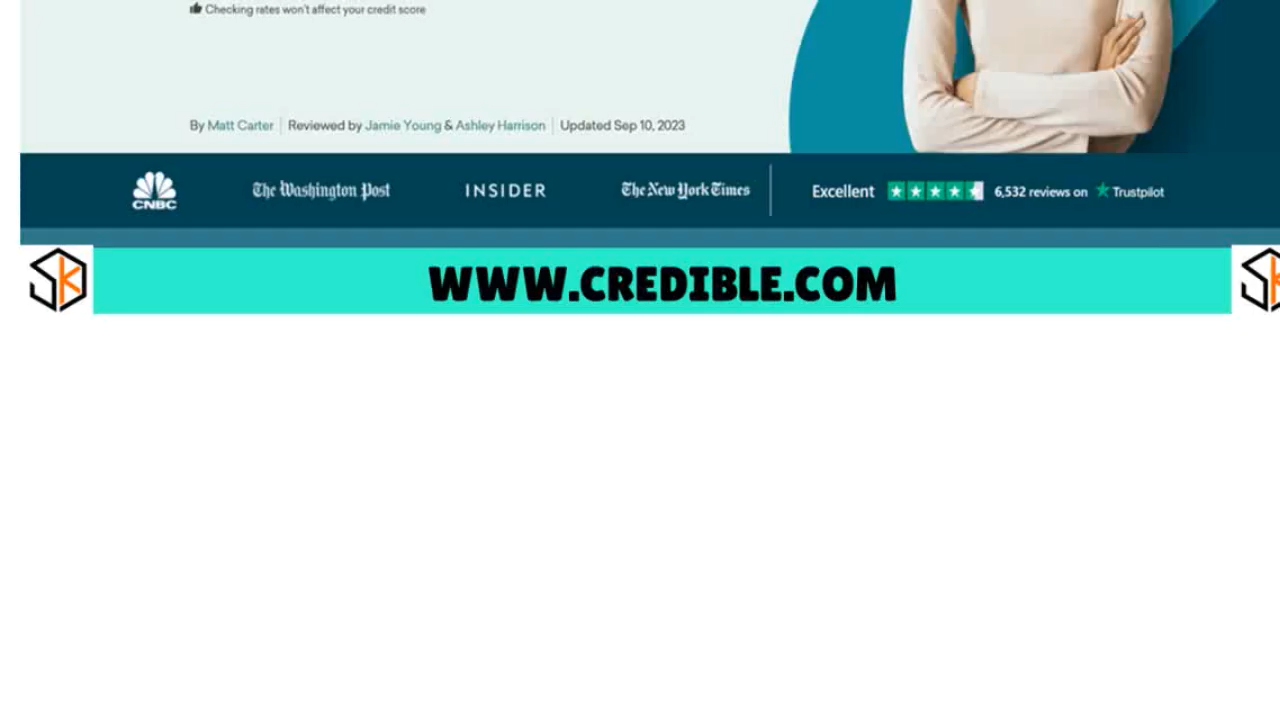 Checking rates won't affect your credit score
By Matt Carter | Reviewed by Jamie Young & Ashley Harrison | Updated Sep 10, 2023
CNBC The Washington Post INSIDER The New York Times Excellent 6,532 reviews on Trustpilot
SK WWW.CREDIBLE.COM SK